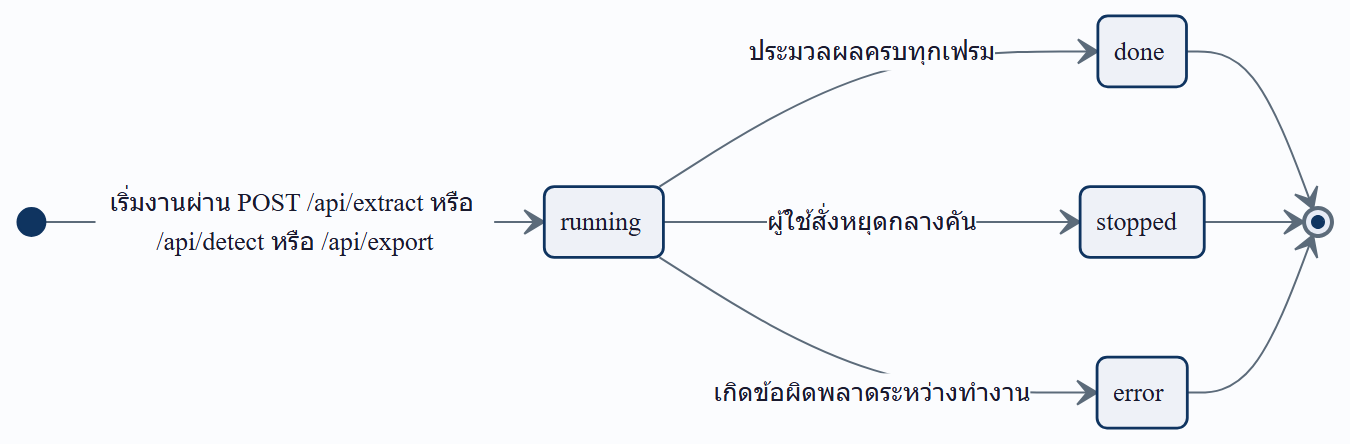 เริ่มงานผ่าน POST /api/extract หรือ
/api/detect หรือ /api/export
running
ประมวลผลครบทุกเฟรม
done
ผู้ใช้สั่งหยุดกลางคัน
stopped
เกิดข้อผิดพลาดระหว่างทำงาน
error